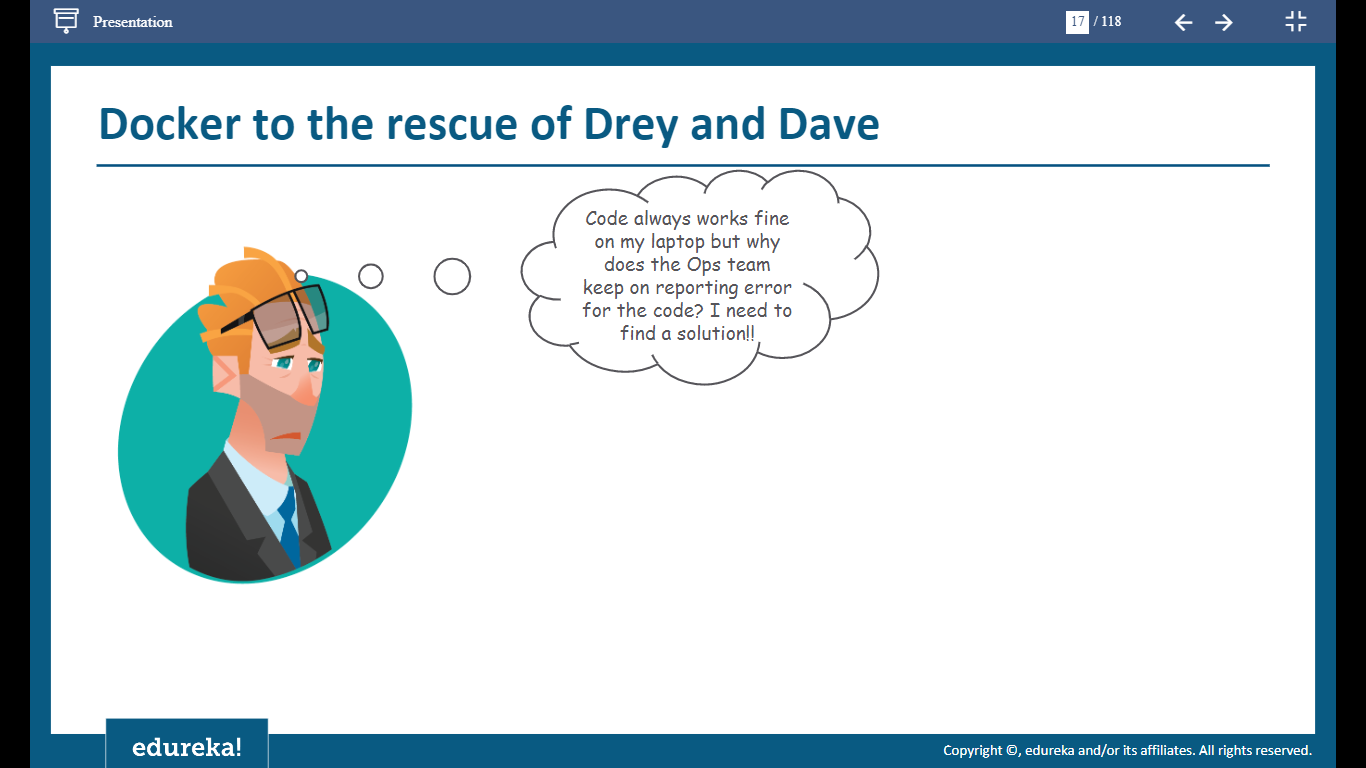 Presentation
17 / 118
Docker to the rescue of Drey and Dave
Code always works fine
on my laptop but why
does the Ops team
keep on reporting error
for the code? I need to
find a solution!!
edureka!
Copyright ©, edureka and/or its affiliates. All rights reserved.